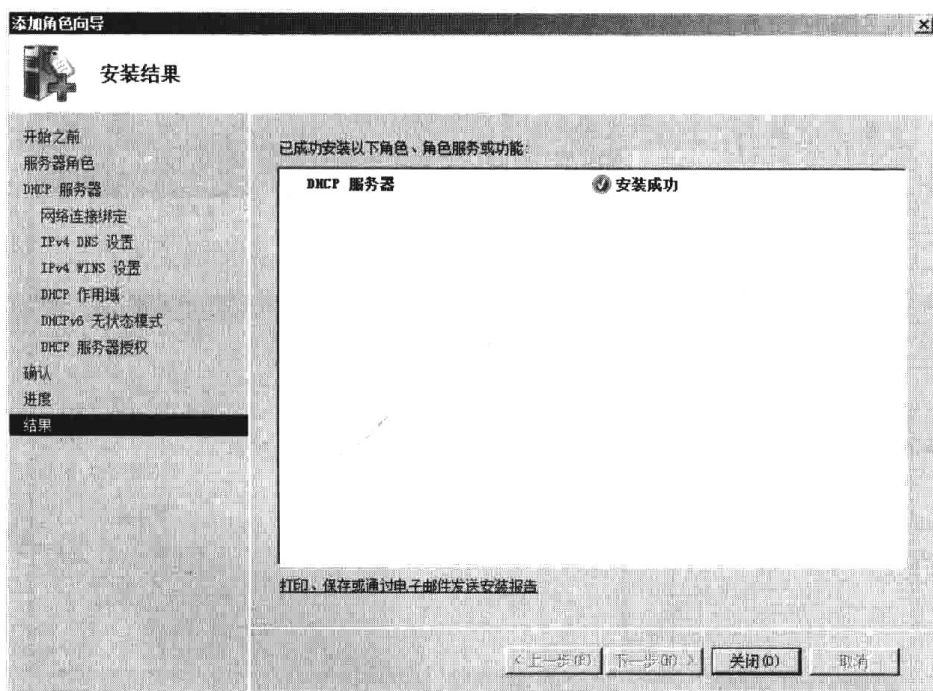 添加角色向导
安装结果
开始之前
服务器角色
DHCP 服务器
网络连接绑定
IPv4 DNS 设置
IPv4 WINS 设置
DHCP 作用域
DHCPv6 无状态模式
DHCP 服务器授权
确认
进度
结果
已成功安装以下角色、角色服务或功能:
DHCP 服务器 安装成功
打印、保存或通过电子邮件发送安装报告
< 上一步(P) 下一步(N) > 关闭(O) 取消